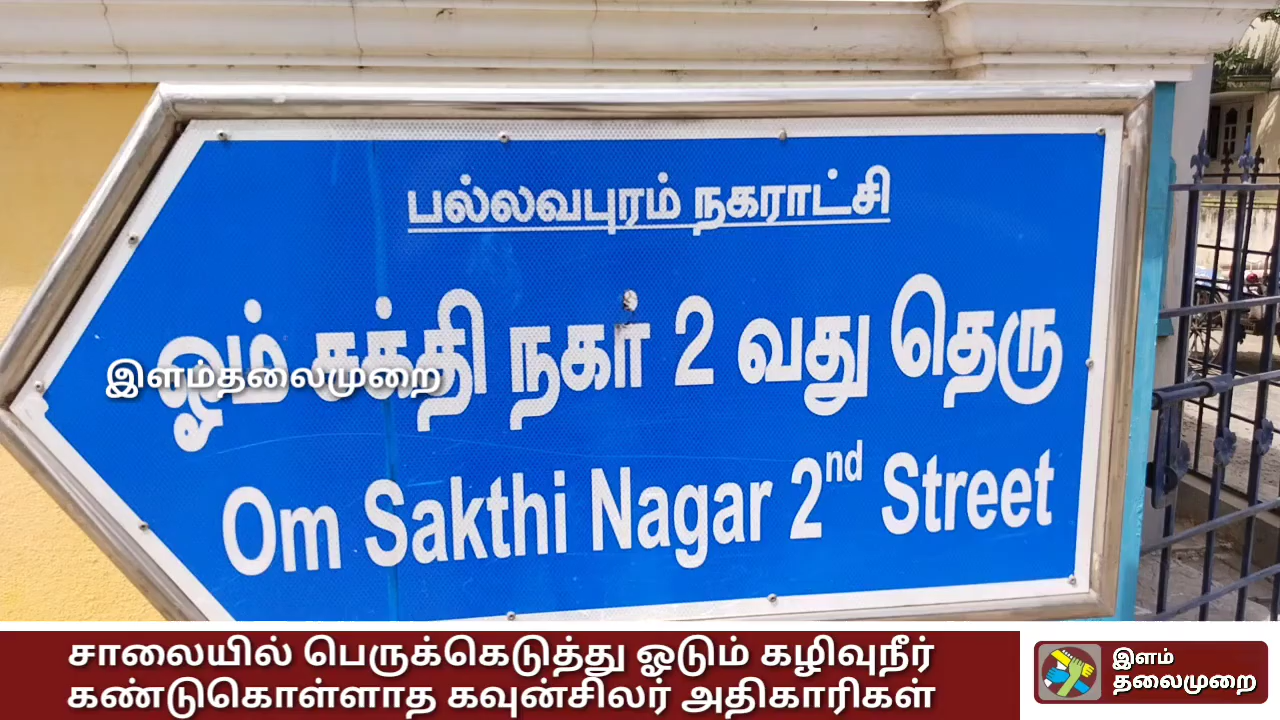 பல்லவபுரம் நகராட்சி
ஓம் சக்தி நகர் 2 வது தெரு
இளம்தலைமுறை
Om Sakthi Nagar 2nd Street
சாலையில் பெருக்கெடுத்து ஓடும் கழிவுநீர்
கண்டுகொள்ளாத கவுன்சிலர் அதிகாரிகள்
இளம்
தலைமுறை